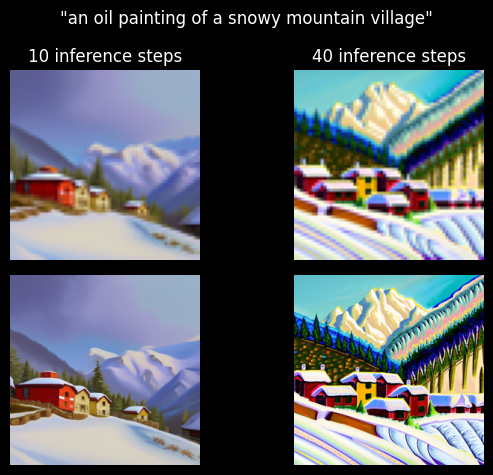 "an oil painting of a snowy mountain village"
10 inference steps
40 inference steps